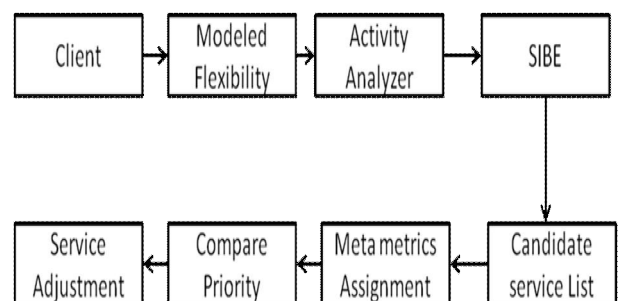 Client
Modeled
Flexibility
Activity
Analyzer
SIBE
Service
Adjustment
Compare
Priority
Meta metrics
Assignment
Candidate
service List